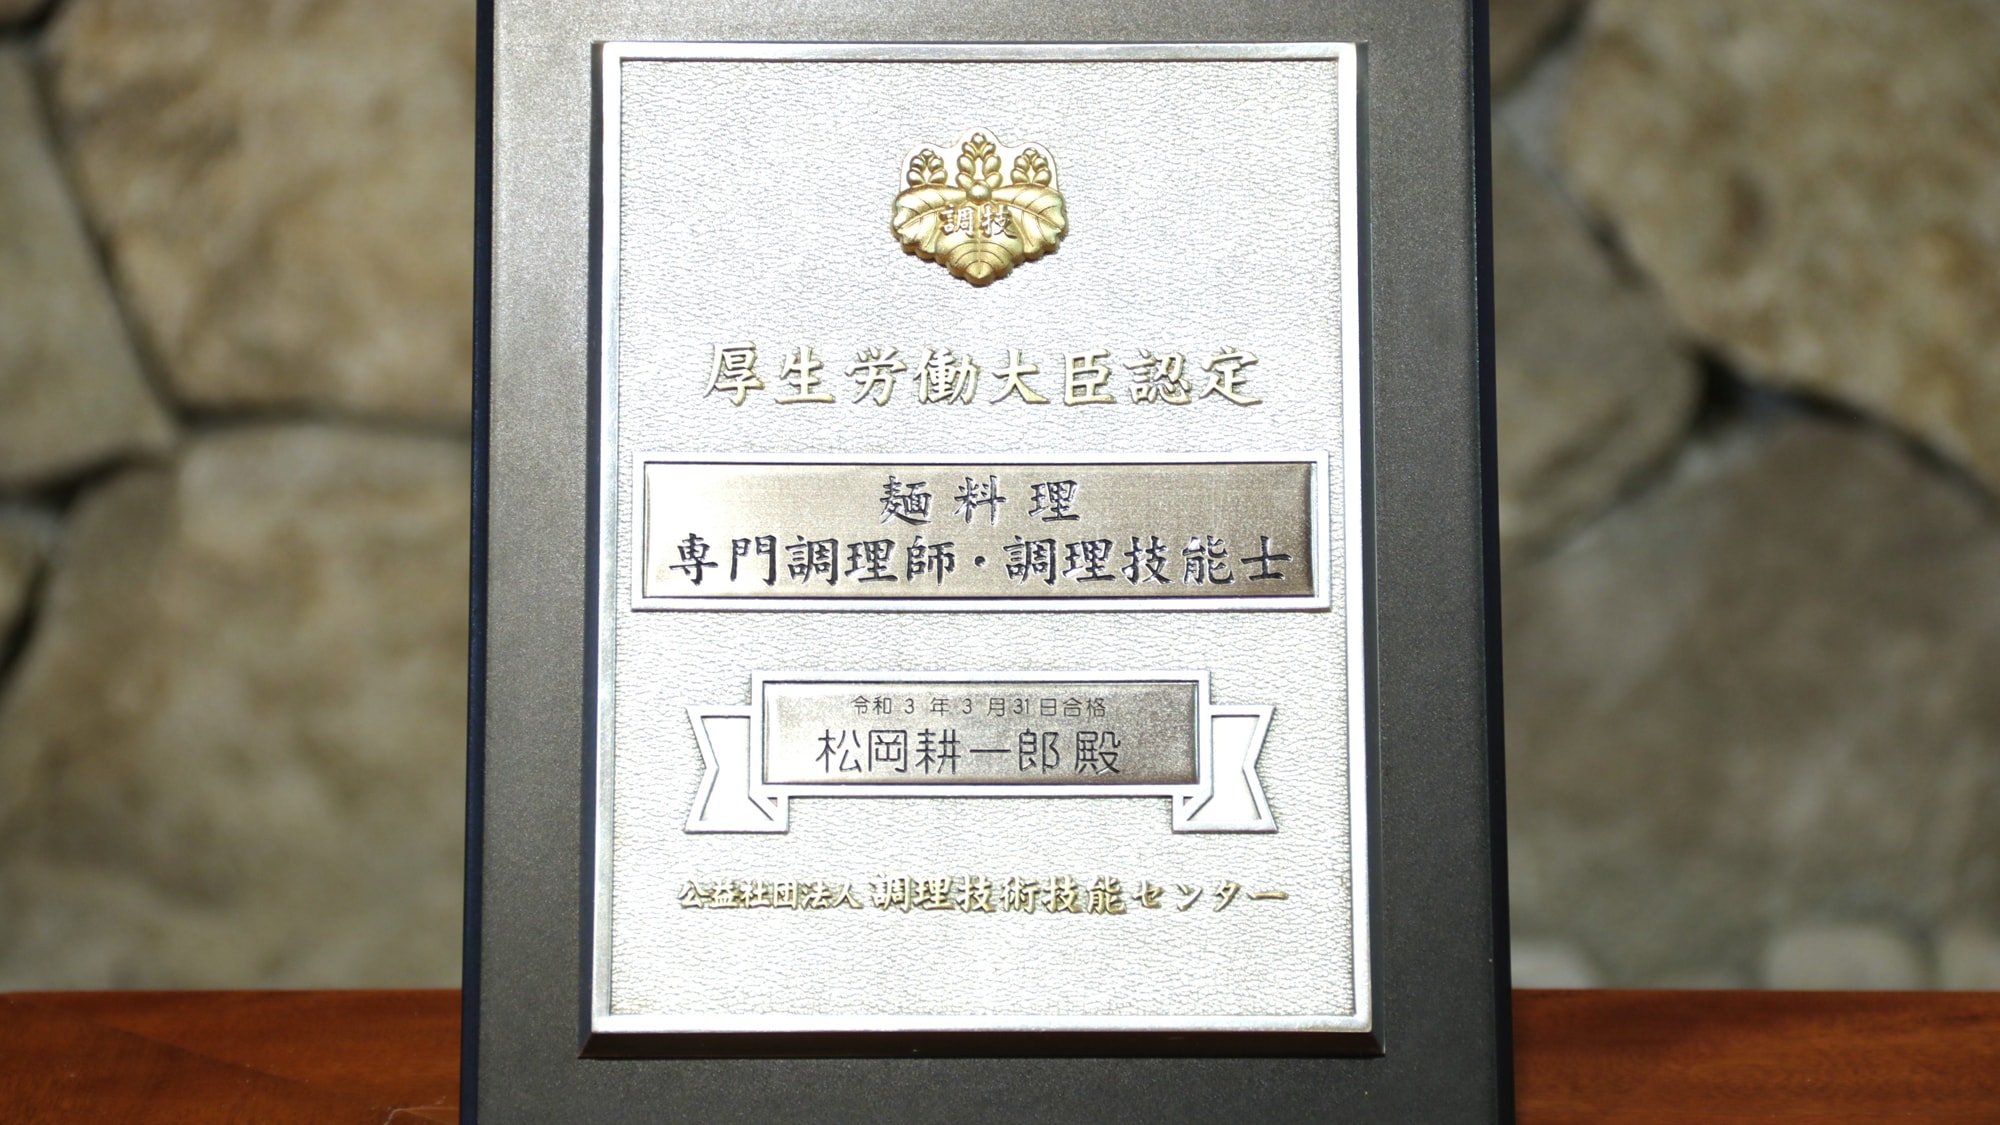 調技
厚生労働大臣認定
麺料理
専門調理師・調理技能士
令和3年3月31日合格
松岡耕一郎殿
公益社団法人 調理技術技能センター